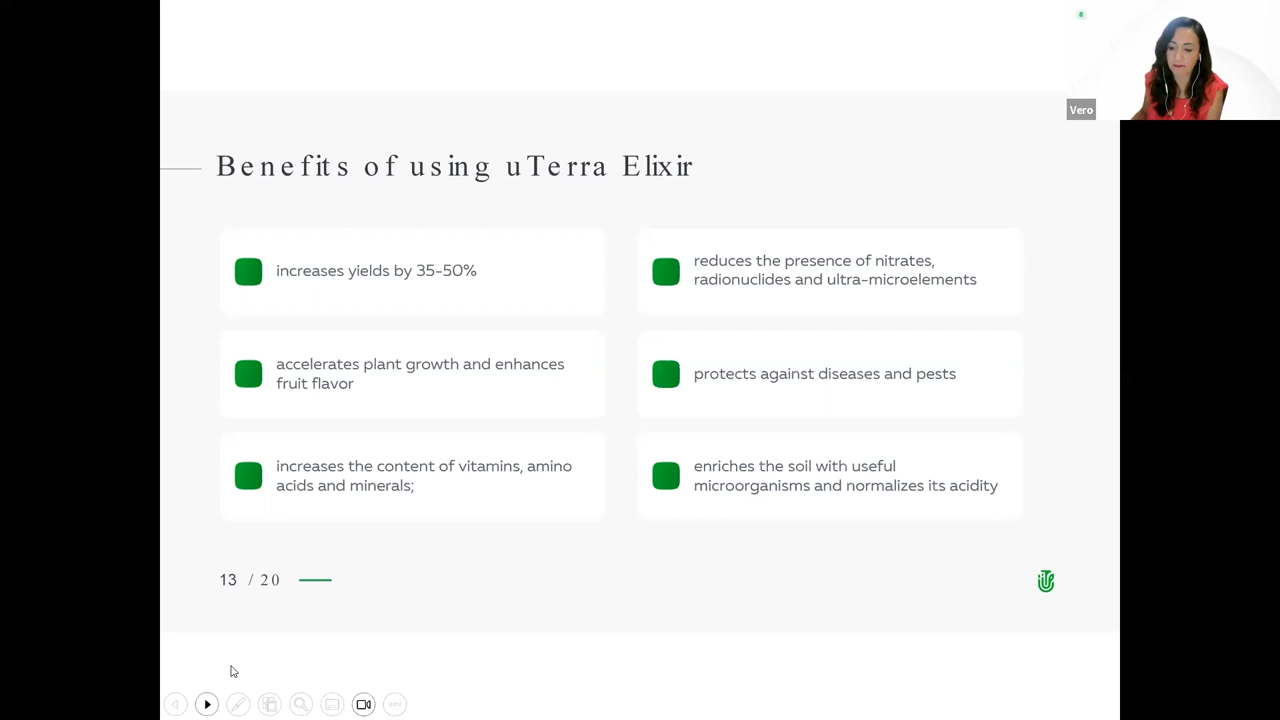 Vero
Benefits of using uTerra Elixir
increases yields by 35-50%
reduces the presence of nitrates,
radionuclides and ultra-microelements
accelerates plant growth and enhances
fruit flavor
protects against diseases and pests
increases the content of vitamins, amino
acids and minerals;
enriches the soil with useful
microorganisms and normalizes its acidity
13 / 20